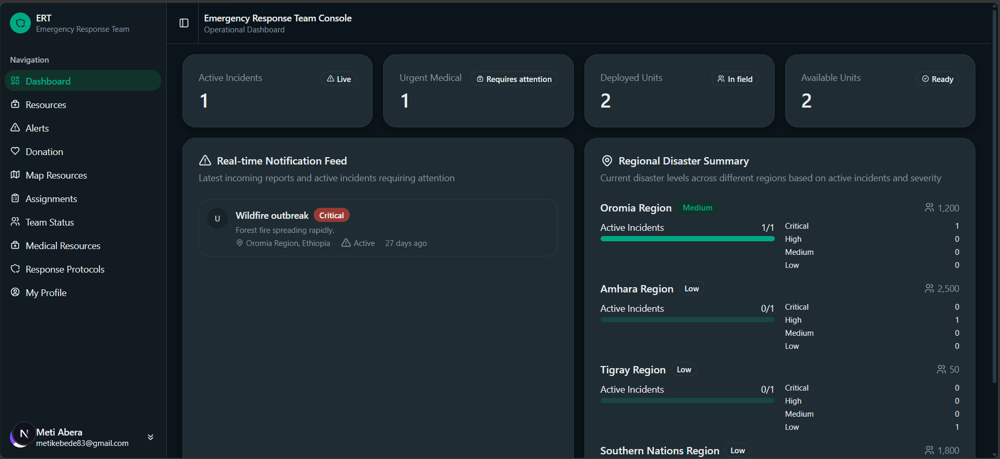 ERT
Emergency Response Team
Navigation
Dashboard
Resources
Alerts
Donation
Map Resources
Assignments
Team Status
Medical Resources
Response Protocols
My Profile
N
Meti Abera
metikebede83@gmail.com
Emergency Response Team Console
Operational Dashboard
Active Incidents
Live
1
Urgent Medical
Requires attention
1
Deployed Units
In field
2
Available Units
Ready
2
Real-time Notification Feed
Latest incoming reports and active incidents requiring attention
U
Wildfire outbreak Critical
Forest fire spreading rapidly.
Oromia Region, Ethiopia Active 27 days ago
Regional Disaster Summary
Current disaster levels across different regions based on active incidents and severity
Oromia Region Medium 1,200
Active Incidents 1/1
Critical 1
High 0
Medium 0
Low 0
Amhara Region Low 2,500
Active Incidents 0/1
Critical 0
High 1
Medium 0
Low 0
Tigray Region Low 50
Active Incidents 0/1
Critical 0
High 0
Medium 0
Low 1
Southern Nations Region Low 1,800